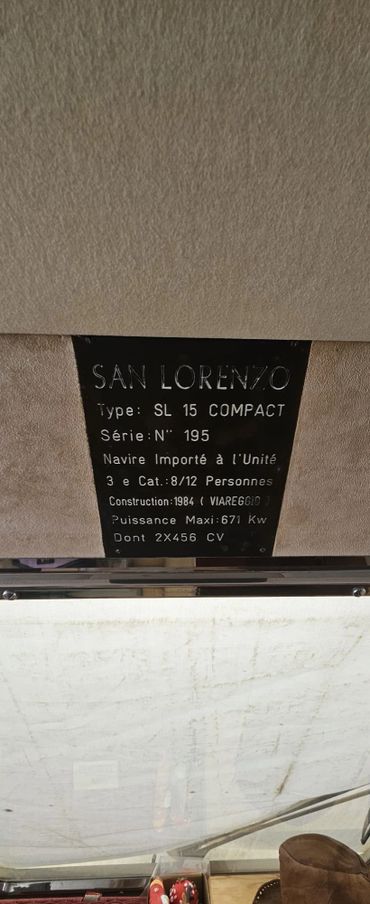 SAN LORENZO
Type: SL 15 COMPACT
Série: N° 195
Navire Importé à l'Unité
3 e Cat.: 8/12 Personnes
Construction: 1984 ( VIAREGGIO )
Puissance Maxi: 671 Kw
Dont 2X456 CV